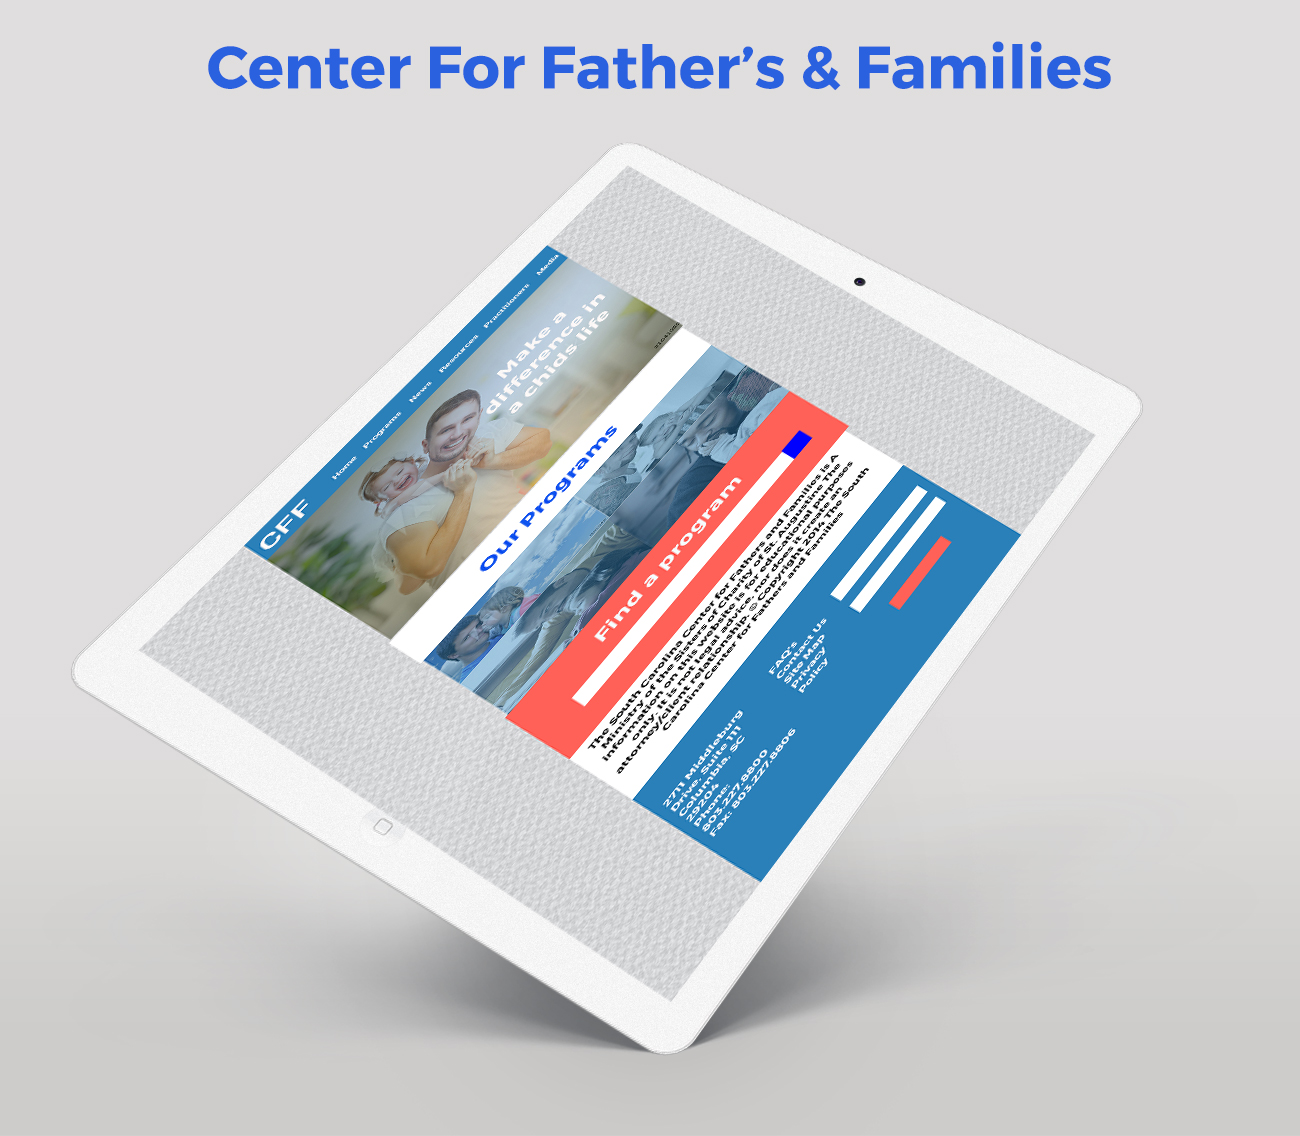 Center For Father's & Families
CFF
Home
Programs
News
Resources
Practitioners
Media
Make a
difference in
a chids life
Our Programs
Find a program
The South Carolina Center for Fathers and Families is A
Ministry of the Sisters of Charity of St. Augustine The
information on this website is for educational purposes
only. It is not legal advice, nor does it create an
attorney/client relationship. © Copyright 2014 The South
Carolina Center for Fathers and Families
2711 Middleburg
Drive, Suite 111
Columbia, SC
29204
Phone:
803.227.8800
Fax: 803.227.8806
FAQ's
Contact Us
Site Map
Privacy
Policy